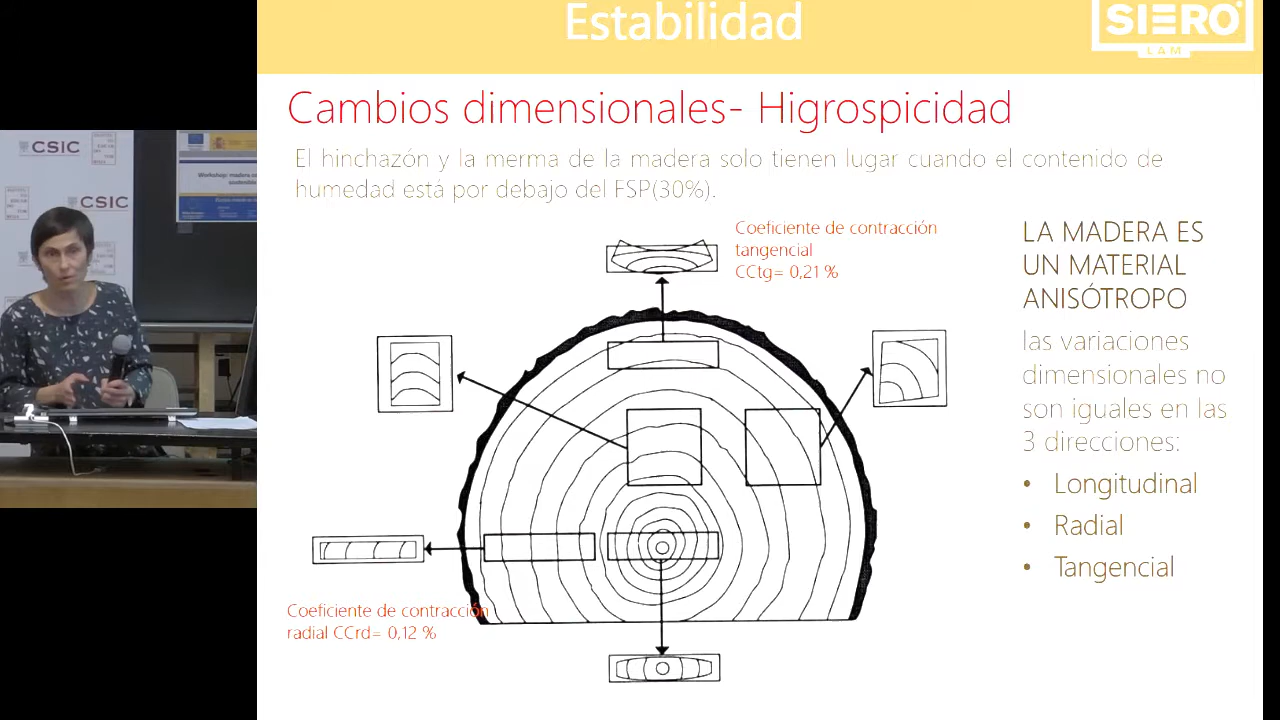 Estabilidad
SIERO
LAM
Cambios dimensionales- Higrospicidad
El hinchazón y la merma de la madera solo tienen lugar cuando el contenido de
humedad está por debajo del FSP(30%).
Coeficiente de contracción
tangencial
CCtg= 0,21 %
LA MADERA ES
UN MATERIAL
ANISÓTROPO
las variaciones
dimensionales no
son iguales en las
3 direcciones:
• Longitudinal
• Radial
• Tangencial
Coeficiente de contracción
radial CCrd= 0,12 %
CSIC
CSIC
Workshop: madera